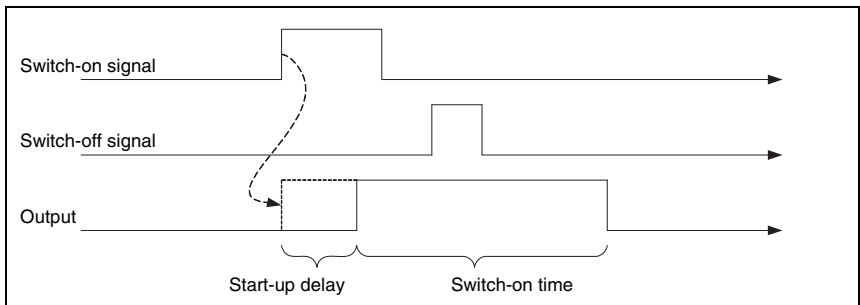 Switch-on signal
Switch-off signal
Output
Start-up delay
Switch-on time